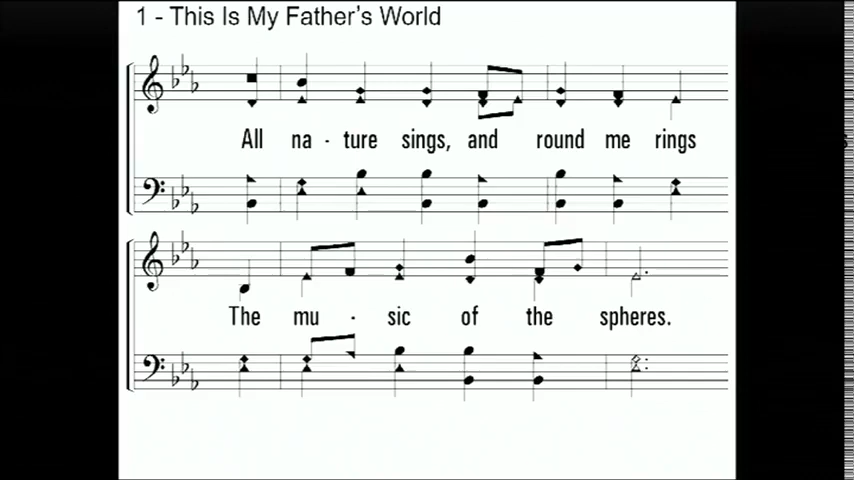 1 - This Is My Father's World
All na - ture sings, and round me rings
The mu - sic of the spheres.